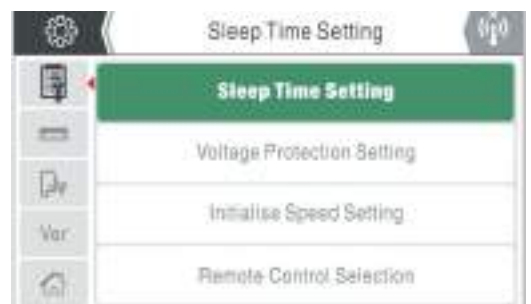 Sleep Time Setting
Sleep Time Setting
Voltage Protection Setting
Initialise Speed Setting
Ver
Remote Control Selection